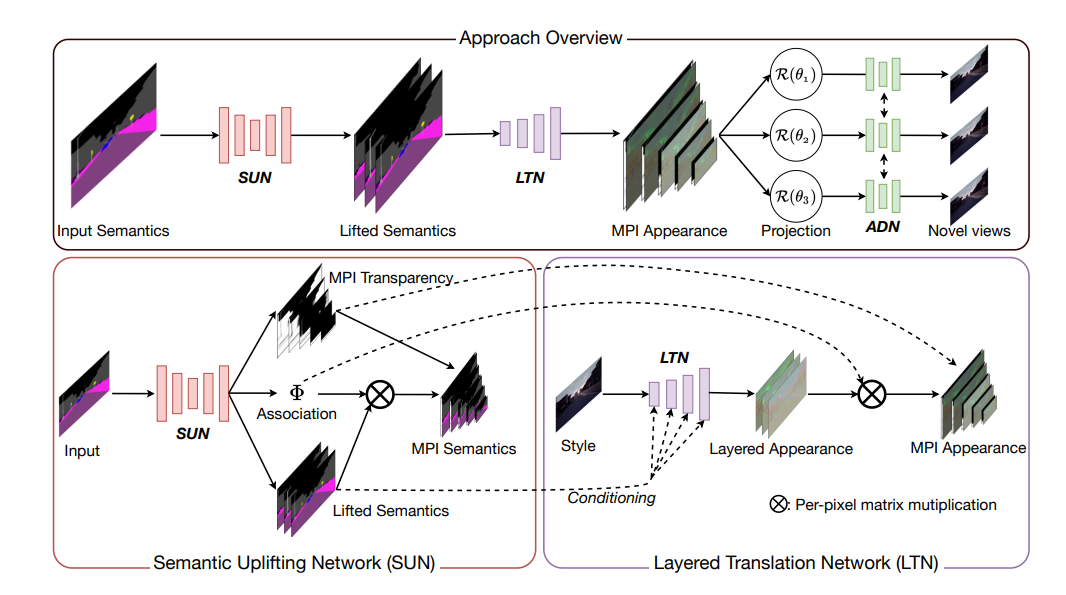 Approach Overview
SUN
LTN
R(θ1)
R(θ2)
R(θ3)
ADN
Input Semantics
Lifted Semantics
MPI Appearance
Projection
Novel views
MPI Transparency
Input
SUN
Φ
Association
MPI Semantics
Lifted Semantics
Semantic Uplifting Network (SUN)
LTN
Style
Layered Appearance
MPI Appearance
Conditioning
⊗: Per-pixel matrix mutiplication
Layered Translation Network (LTN)